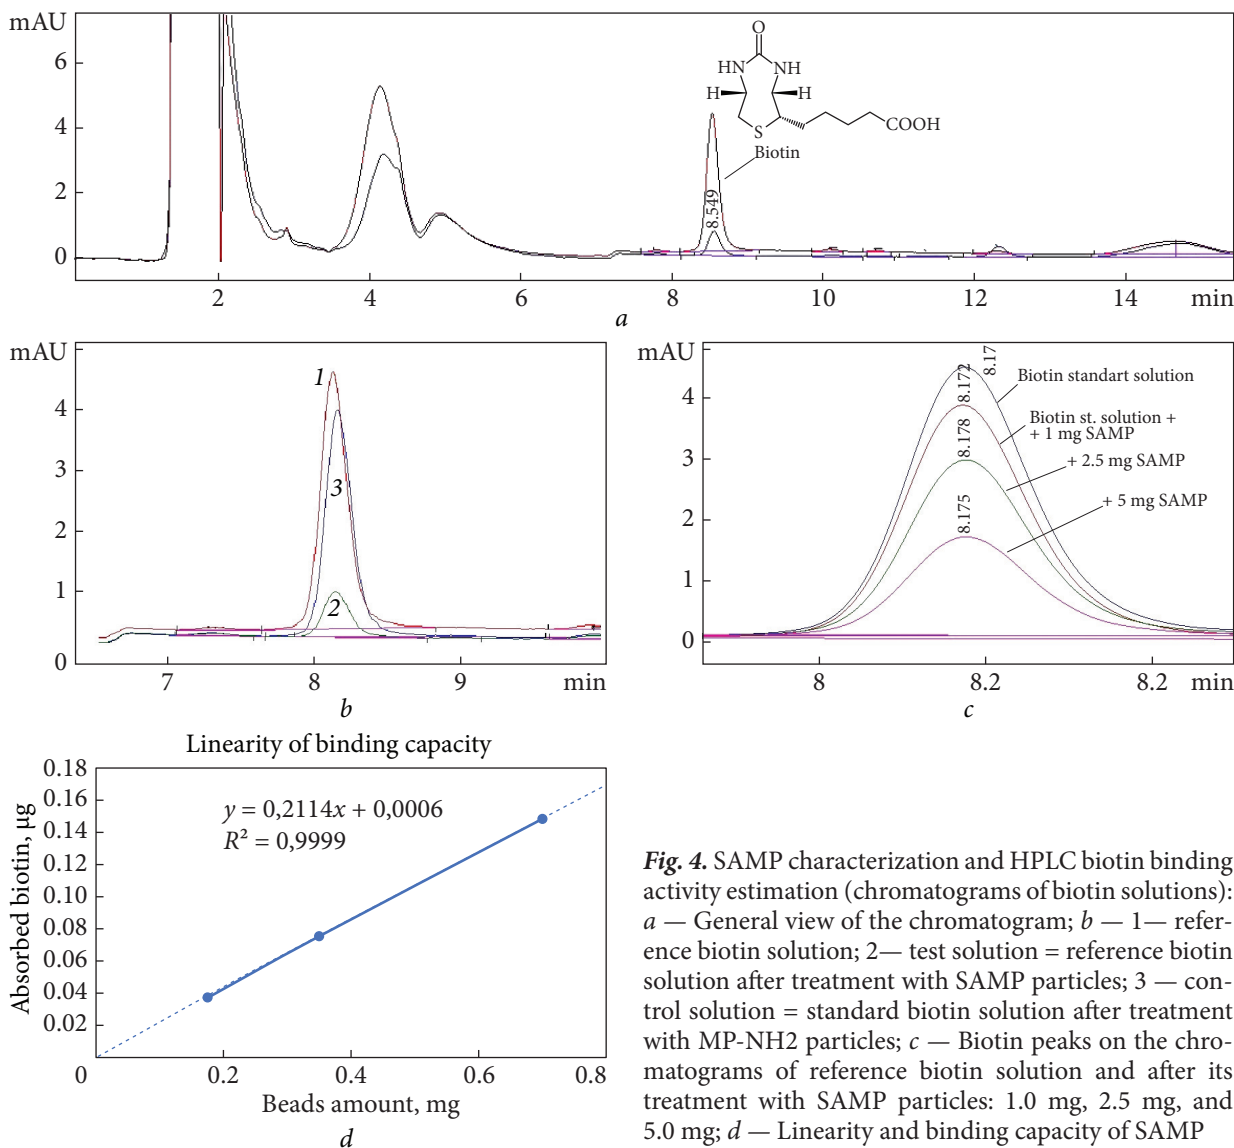 mAU
6
4
2
0
O
HN
NH
H
H
S
COOH
Biotin
8.549
2
4
6
8
10
12
14
min
a
mAU
4
3
2
1
0
1
3
2
7
8
9
min
b
mAU
4
3
2
1
0
8.17
8.172
8.178
8.175
Biotin standart solution
Biotin st. solution +
+ 1 mg SAMP
+ 2.5 mg SAMP
+ 5 mg SAMP
8
8.2
8.2
min
c
Linearity of binding capacity
Absorbed biotin, μg
0.18
0.16
0.14
0.12
0.10
0.08
0.06
0.04
0.02
0
y = 0,2114x + 0,0006
R² = 0,9999
0.2
0.4
0.6
0.8
Beads amount, mg
d
Fig. 4. SAMP characterization and HPLC biotin binding
activity estimation (chromatograms of biotin solutions):
a — General view of the chromatogram; b — 1— refer-
ence biotin solution; 2— test solution = reference biotin
solution after treatment with SAMP particles; 3 — con-
trol solution = standard biotin solution after treatment
with MP-NH2 particles; c — Biotin peaks on the chro-
matograms of reference biotin solution and after its
treatment with SAMP particles: 1.0 mg, 2.5 mg, and
5.0 mg; d — Linearity and binding capacity of SAMP